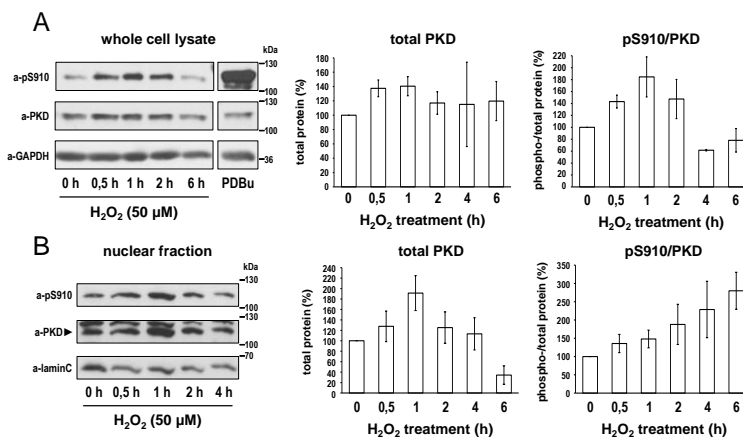 A
whole cell lysate
kDa
a-pS910
130
100
a-PKD
130
100
a-GAPDH
36
0 h 0,5 h 1 h 2 h 6 h PDBu
H₂O₂ (50 µM)
total PKD
total protein (%)
180
160
140
120
100
80
60
40
20
0
0 0,5 1 2 4 6
H₂O₂ treatment (h)
pS910/PKD
phospho-/total protein (%)
220
200
180
160
140
120
100
80
60
40
20
0
0 0,5 1 2 4 6
H₂O₂ treatment (h)
B
nuclear fraction
kDa
a-pS910
130
100
a-PKD
130
100
a-laminC
70
0 h 0,5 h 1 h 2 h 4 h
H₂O₂ (50 µM)
total PKD
total protein (%)
240
220
200
180
160
140
120
100
80
60
40
20
0
0 0,5 1 2 4 6
H₂O₂ treatment (h)
pS910/PKD
phospho-/total protein (%)
350
300
250
200
150
100
50
0
0 0,5 1 2 4 6
H₂O₂ treatment (h)